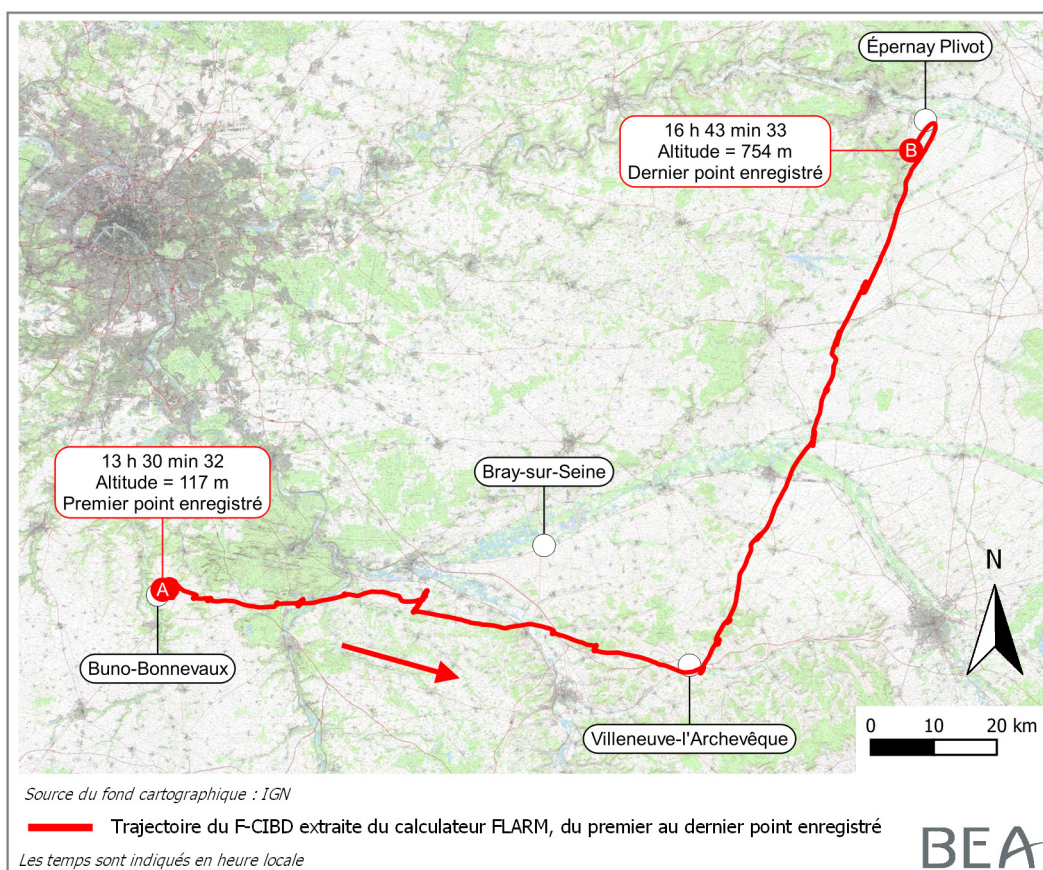 Épernay Plivot
16 h 43 min 33
Altitude = 754 m
Dernier point enregistré
B
13 h 30 min 32
Altitude = 117 m
Premier point enregistré
Bray-sur-Seine
A
N
Buno-Bonnevaux
Villeneuve-l'Archevêque
0 10 20 km
Source du fond cartographique : IGN
Trajectoire du F-CIBD extraite du calculateur FLARM, du premier au dernier point enregistré
Les temps sont indiqués en heure locale
BEA